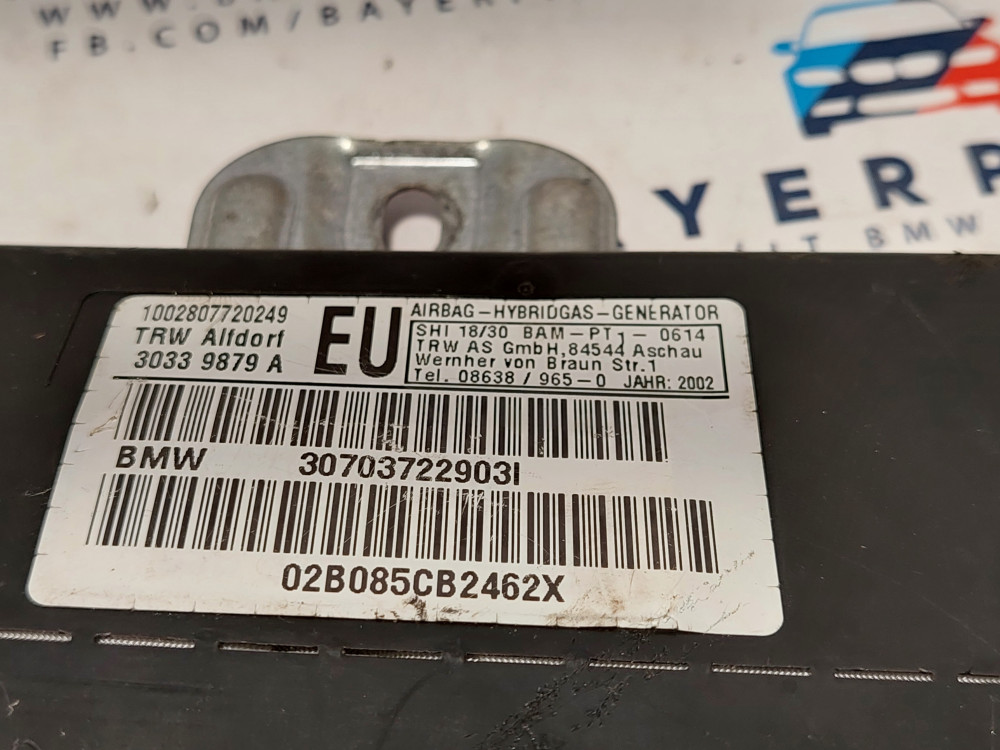 WWW.
FB.COM/BAYER
YERP
BMW
1002807720249
TRW Alfdorf
3033 9879 A
EU
AIRBAG-HYBRIDGAS-GENERATOR
SHI 18/30 BAM-PT1-0614
TRW AS GmbH,84544 Aschau
Wernher von Braun Str.1
Tel. 08638/965-0 JAHR: 2002
BMW 30703722903I
02B085CB2462X